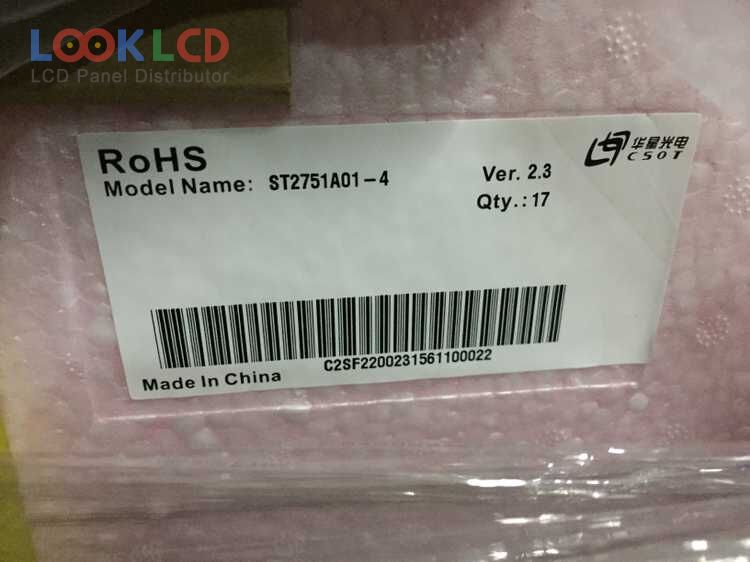 LOOKLCD
LCD Panel Distributor
RoHS
Model Name: ST2751A01-4
Ver. 2.3
Qty.: 17
华星光电
CSOT
C2SF2200231561100022
Made In China